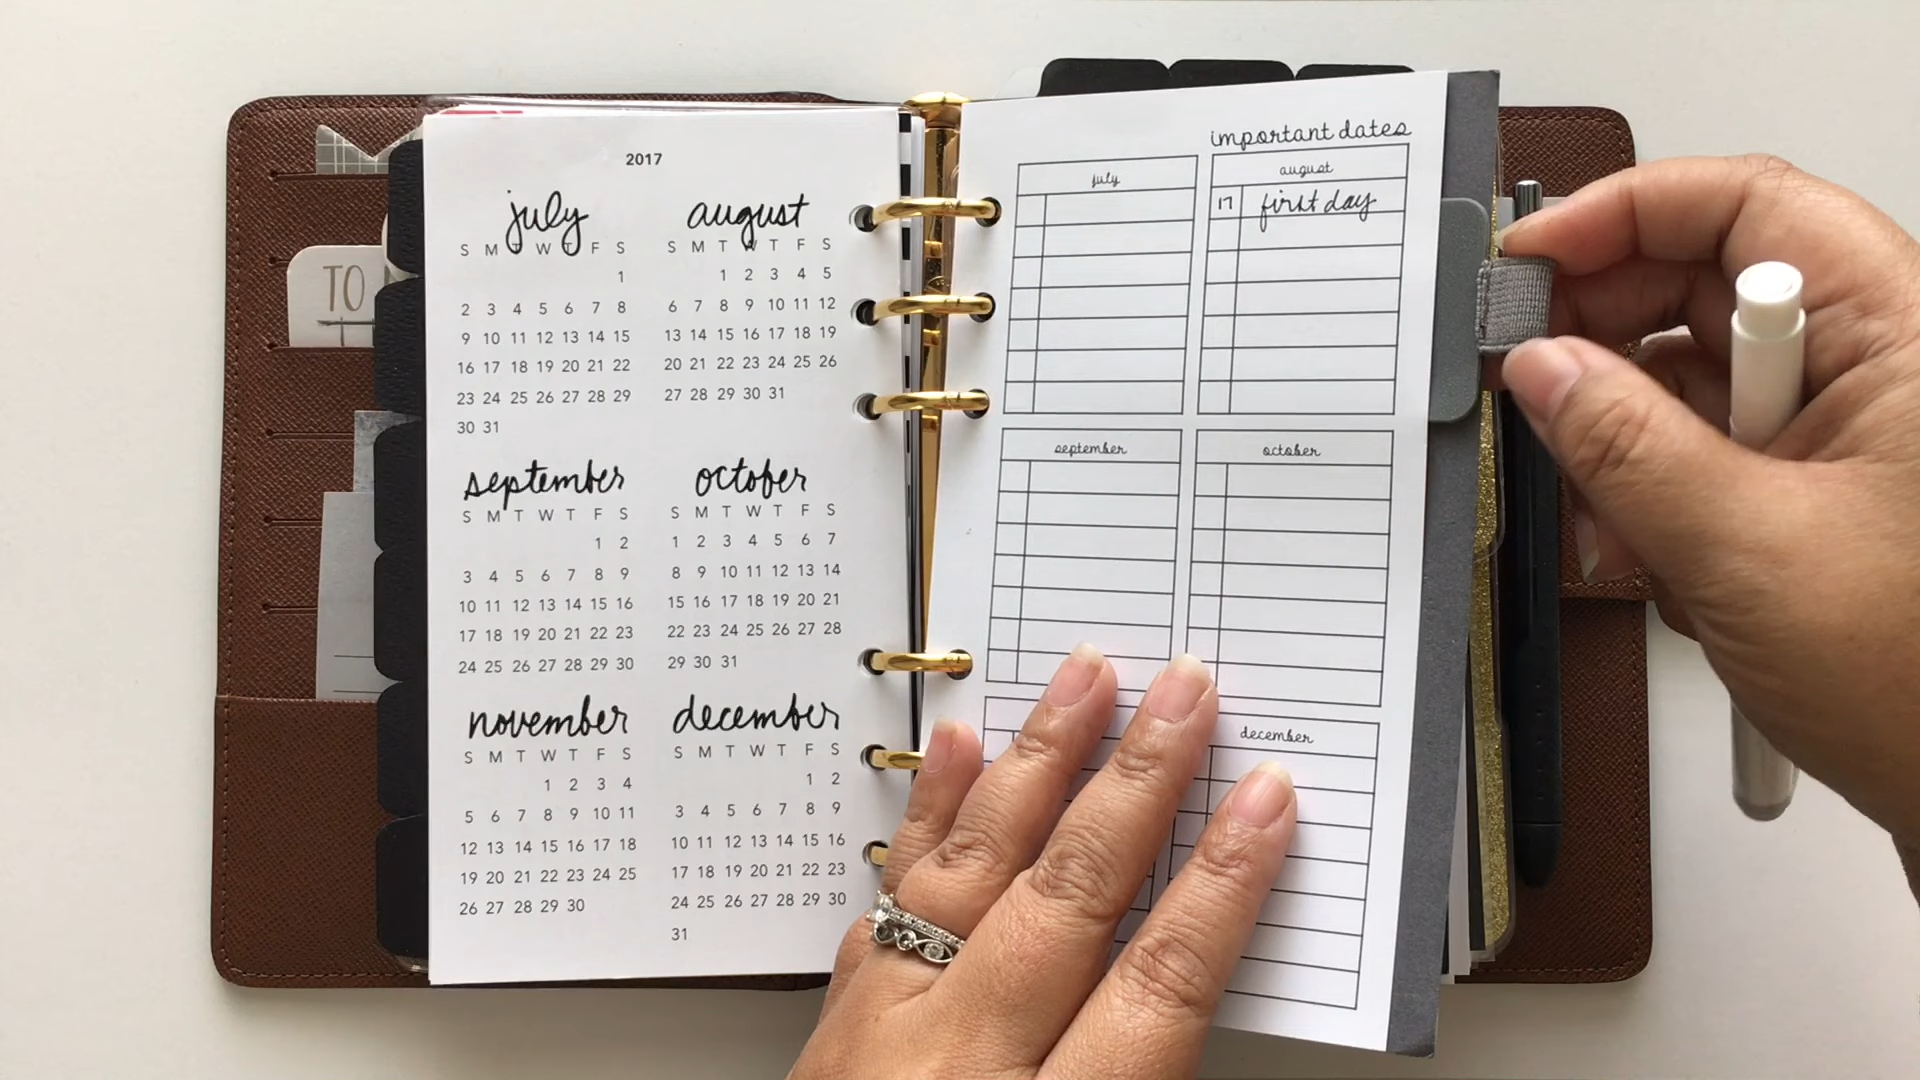 TO
2017
july august
S M T W T F S S M T W T F S
1 1 2 3 4 5
2 3 4 5 6 7 8 6 7 8 9 10 11 12
9 10 11 12 13 14 15 13 14 15 16 17 18 19
16 17 18 19 20 21 22 20 21 22 23 24 25 26
23 24 25 26 27 28 29 27 28 29 30 31
30 31
september october
S M T W T F S S M T W T F S
1 2 1 2 3 4 5 6 7
3 4 5 6 7 8 9 8 9 10 11 12 13 14
10 11 12 13 14 15 16 15 16 17 18 19 20 21
17 18 19 20 21 22 23 22 23 24 25 26 27 28
24 25 26 27 28 29 30 29 30 31
november december
S M T W T F S S M T W T F S
1 2 3 4 1 2
5 6 7 8 9 10 11 3 4 5 6 7 8 9
12 13 14 15 16 17 18 10 11 12 13 14 15 16
19 20 21 22 23 24 25 17 18 19 20 21 22 23
26 27 28 29 30 24 25 26 27 28 29 30
31
important dates
july august
17 first day
september october
december